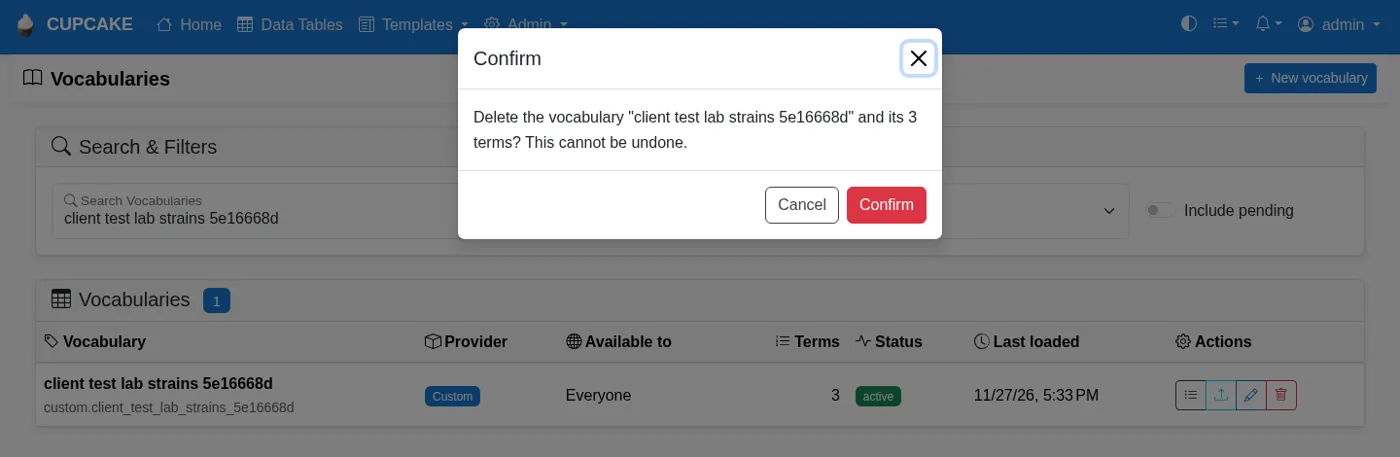 CUPCAKE Home Data Tables Templates Admin admin
Confirm
Vocabularies
+ New vocabulary
Delete the vocabulary "client test lab strains 5e16668d" and its 3
terms? This cannot be undone.
Cancel Confirm
Search & Filters
Search Vocabularies
client test lab strains 5e16668d
Include pending
Vocabularies 1
Vocabulary Provider Available to Terms Status Last loaded Actions
client test lab strains 5e16668d
custom.client_test_lab_strains_5e16668d
Custom Everyone 3 active 11/27/26, 5:33 PM